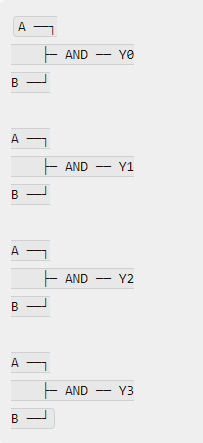 A ──┐
    ├─ AND ── Y0
B ──┘

A ──┐
    ├─ AND ── Y1
B ──┘

A ──┐
    ├─ AND ── Y2
B ──┘

A ──┐
    ├─ AND ── Y3
B ──┘